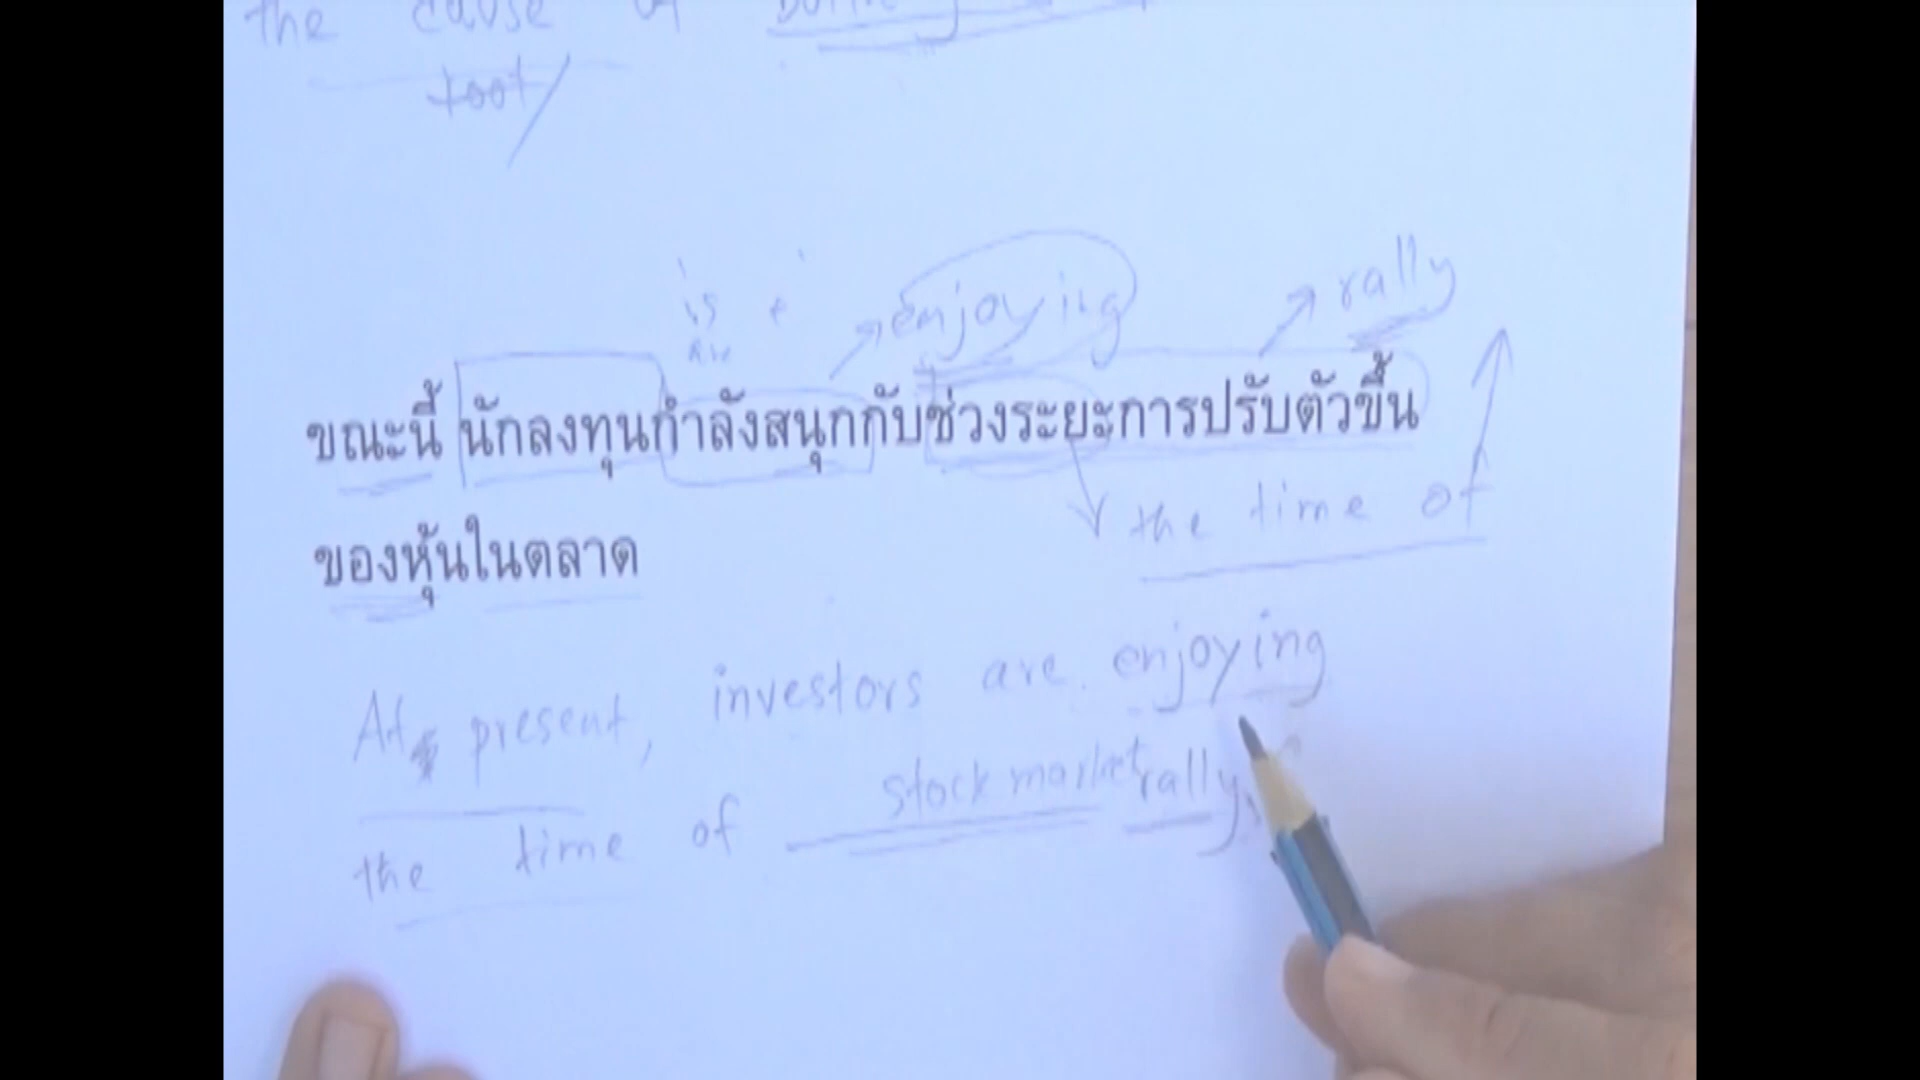 the cause of
root
is
are
enjoying
rally
ขณะนี้ นักลงทุนกำลังสนุกกับช่วงระยะการปรับตัวขึ้น
the time of
ของหุ้นในตลาด
At present, investors are enjoying
the time of stock market rally.